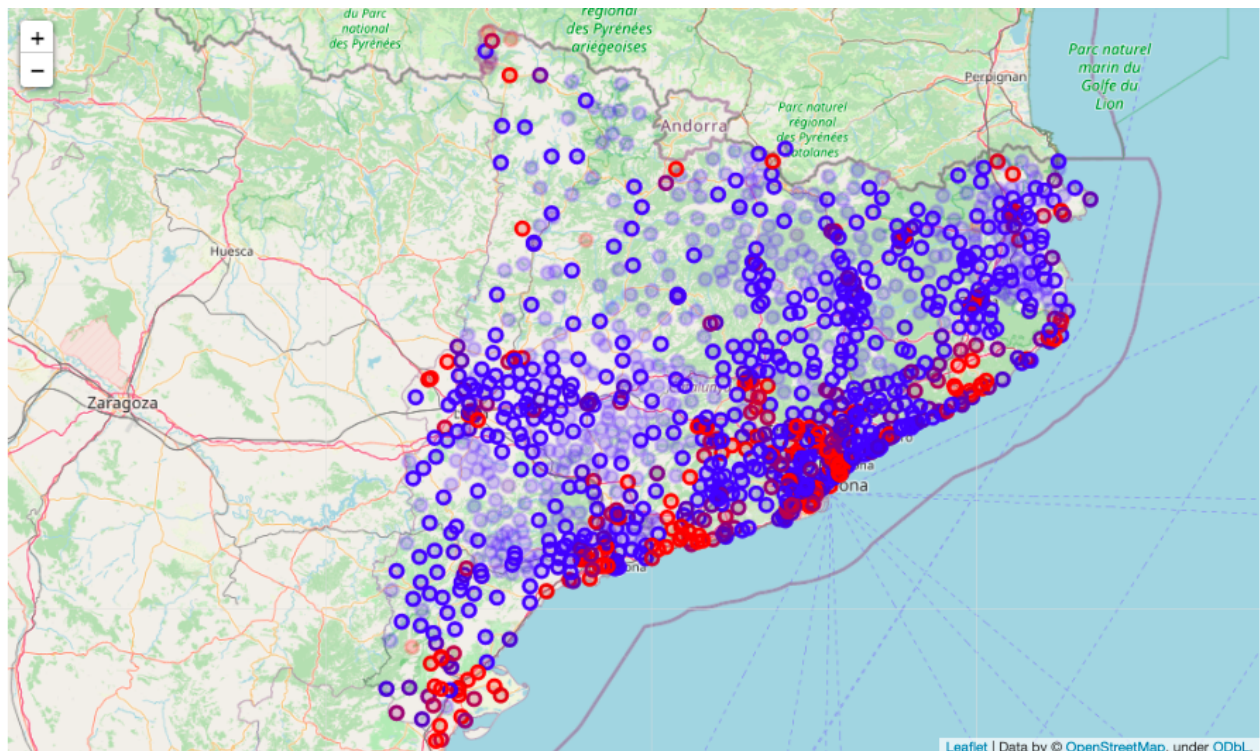 +
−
du Parc
national
des Pyrénées
régional
des Pyrénées
ariégeoises
Parc naturel
marin du
Golfe du
Lion
Perpignan
Andorra
Parc naturel
régional
des Pyrénées
Catalanes
Huesca
Zaragoza
Leaflet | Data by © OpenStreetMap, under ODbL